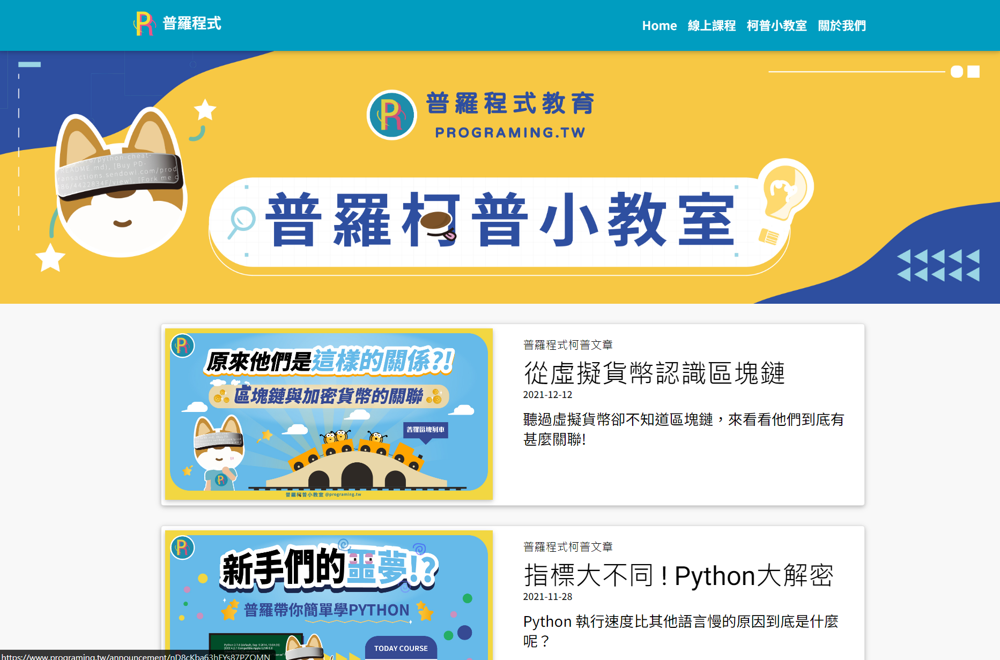 普羅程式
Home 線上課程 柯普小教室 關於我們
普羅程式教育
PROGRAMING.TW
普羅柯普小教室
原來他們是這樣的關係?!
區塊鏈與加密貨幣的關聯
普羅區塊列車
普羅柯普小教室 @programing.tw
普羅程式柯普文章
從虛擬貨幣認識區塊鏈
2021-12-12
聽過虛擬貨幣卻不知道區塊鏈，來看看他們到底有
甚麼關聯!
新手們的噩夢!?
普羅帶你簡單學PYTHON
TODAY COURSE
普羅程式柯普文章
指標大不同 ! Python大解密
2021-11-28
Python 執行速度比其他語言慢的原因到底是什麼
呢？
https://www.programing.tw/announcement/nD8cKba63hFYs87PZOMN